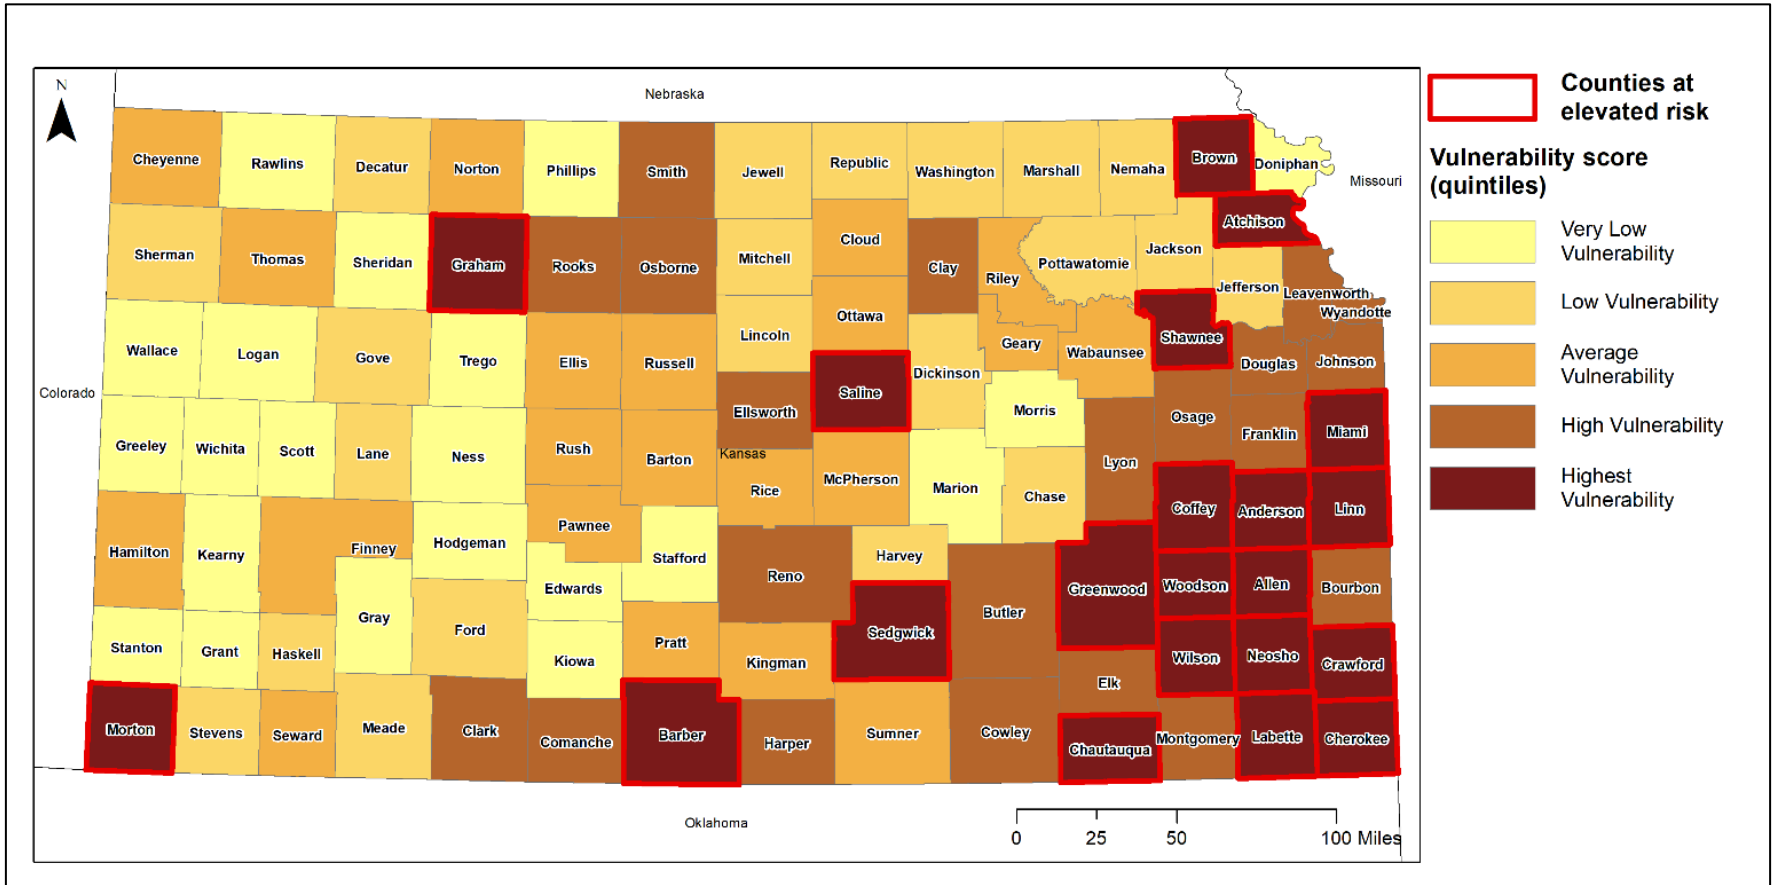 N
Nebraska
Missouri
Colorado
Kansas
Oklahoma
Cheyenne
Rawlins
Decatur
Norton
Phillips
Smith
Jewell
Republic
Washington
Marshall
Nemaha
Brown
Doniphan
Atchison
Sherman
Thomas
Sheridan
Graham
Rooks
Osborne
Mitchell
Cloud
Clay
Riley
Pottawatomie
Jackson
Jefferson
Leavenworth
Wyandotte
Wallace
Logan
Gove
Trego
Ellis
Russell
Lincoln
Ottawa
Saline
Dickinson
Geary
Wabaunsee
Shawnee
Douglas
Johnson
Greeley
Wichita
Scott
Lane
Ness
Rush
Barton
Ellsworth
Rice
McPherson
Marion
Morris
Chase
Lyon
Osage
Franklin
Miami
Hamilton
Kearny
Finney
Hodgeman
Pawnee
Stafford
Edwards
Reno
Harvey
Butler
Greenwood
Coffey
Anderson
Linn
Woodson
Allen
Bourbon
Stanton
Grant
Haskell
Gray
Ford
Kiowa
Pratt
Kingman
Sedgwick
Elk
Wilson
Neosho
Crawford
Morton
Stevens
Seward
Meade
Clark
Comanche
Barber
Harper
Sumner
Cowley
Chautauqua
Montgomery
Labette
Cherokee
0 25 50 100 Miles
Counties at
elevated risk
Vulnerability score
(quintiles)
Very Low
Vulnerability
Low Vulnerability
Average
Vulnerability
High Vulnerability
Highest
Vulnerability